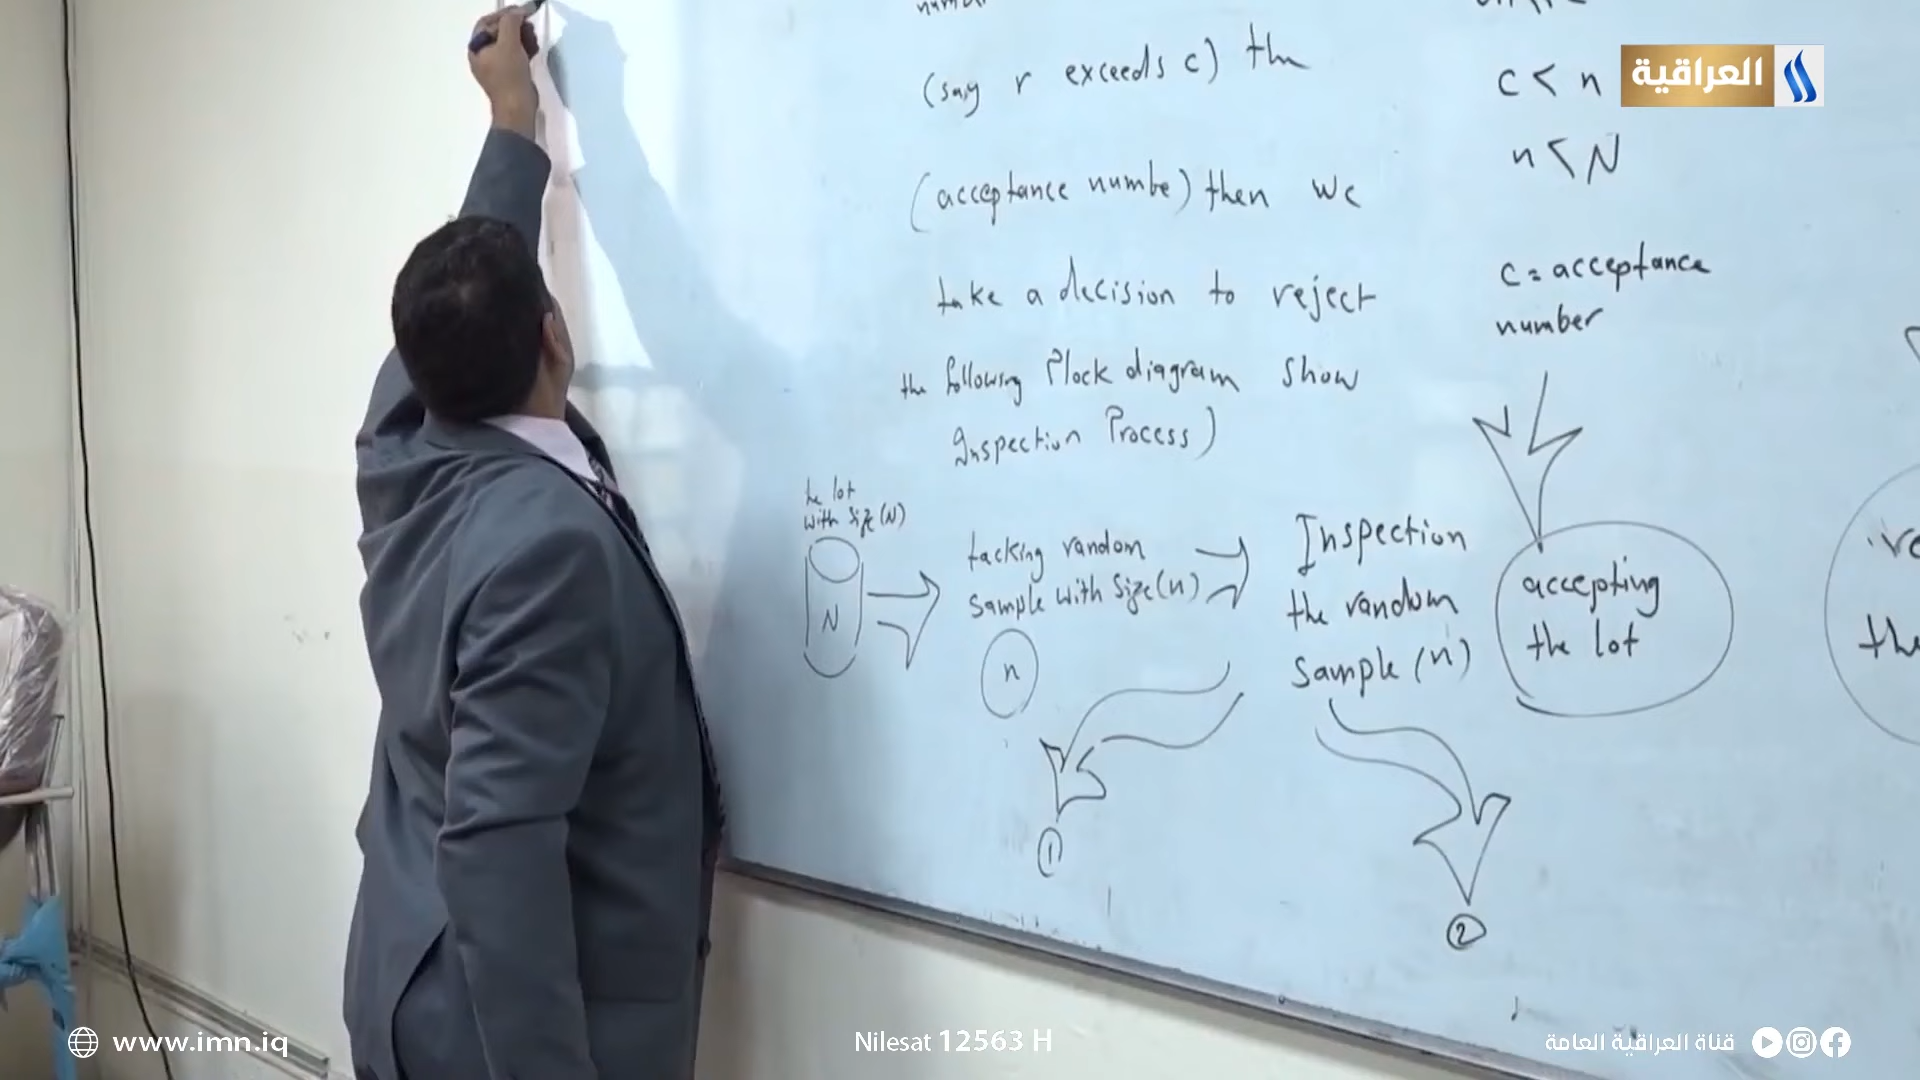 (say r exceeds c) th
(acceptance numbe) then we
take a decision to reject
the following Plock diagram show
Inspection Process)
he lot
with Size (N)
N
tacking random
sample with Size (n)
n
Inspection
the random
sample (n)
1
2
c < n
n < N
c = acceptance
number
accepting
the lot
the
العراقية
www.imn.iq
Nilesat 12563 H
قناة العراقية العامة